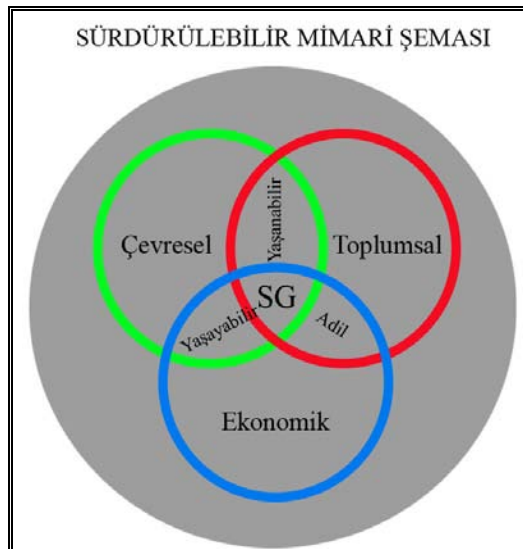 SÜRDÜRÜLEBİLİR MİMARİ ŞEMASI
Yaşanabilir
Çevresel
Toplumsal
SG
Yaşayabilir
Adil
Ekonomik